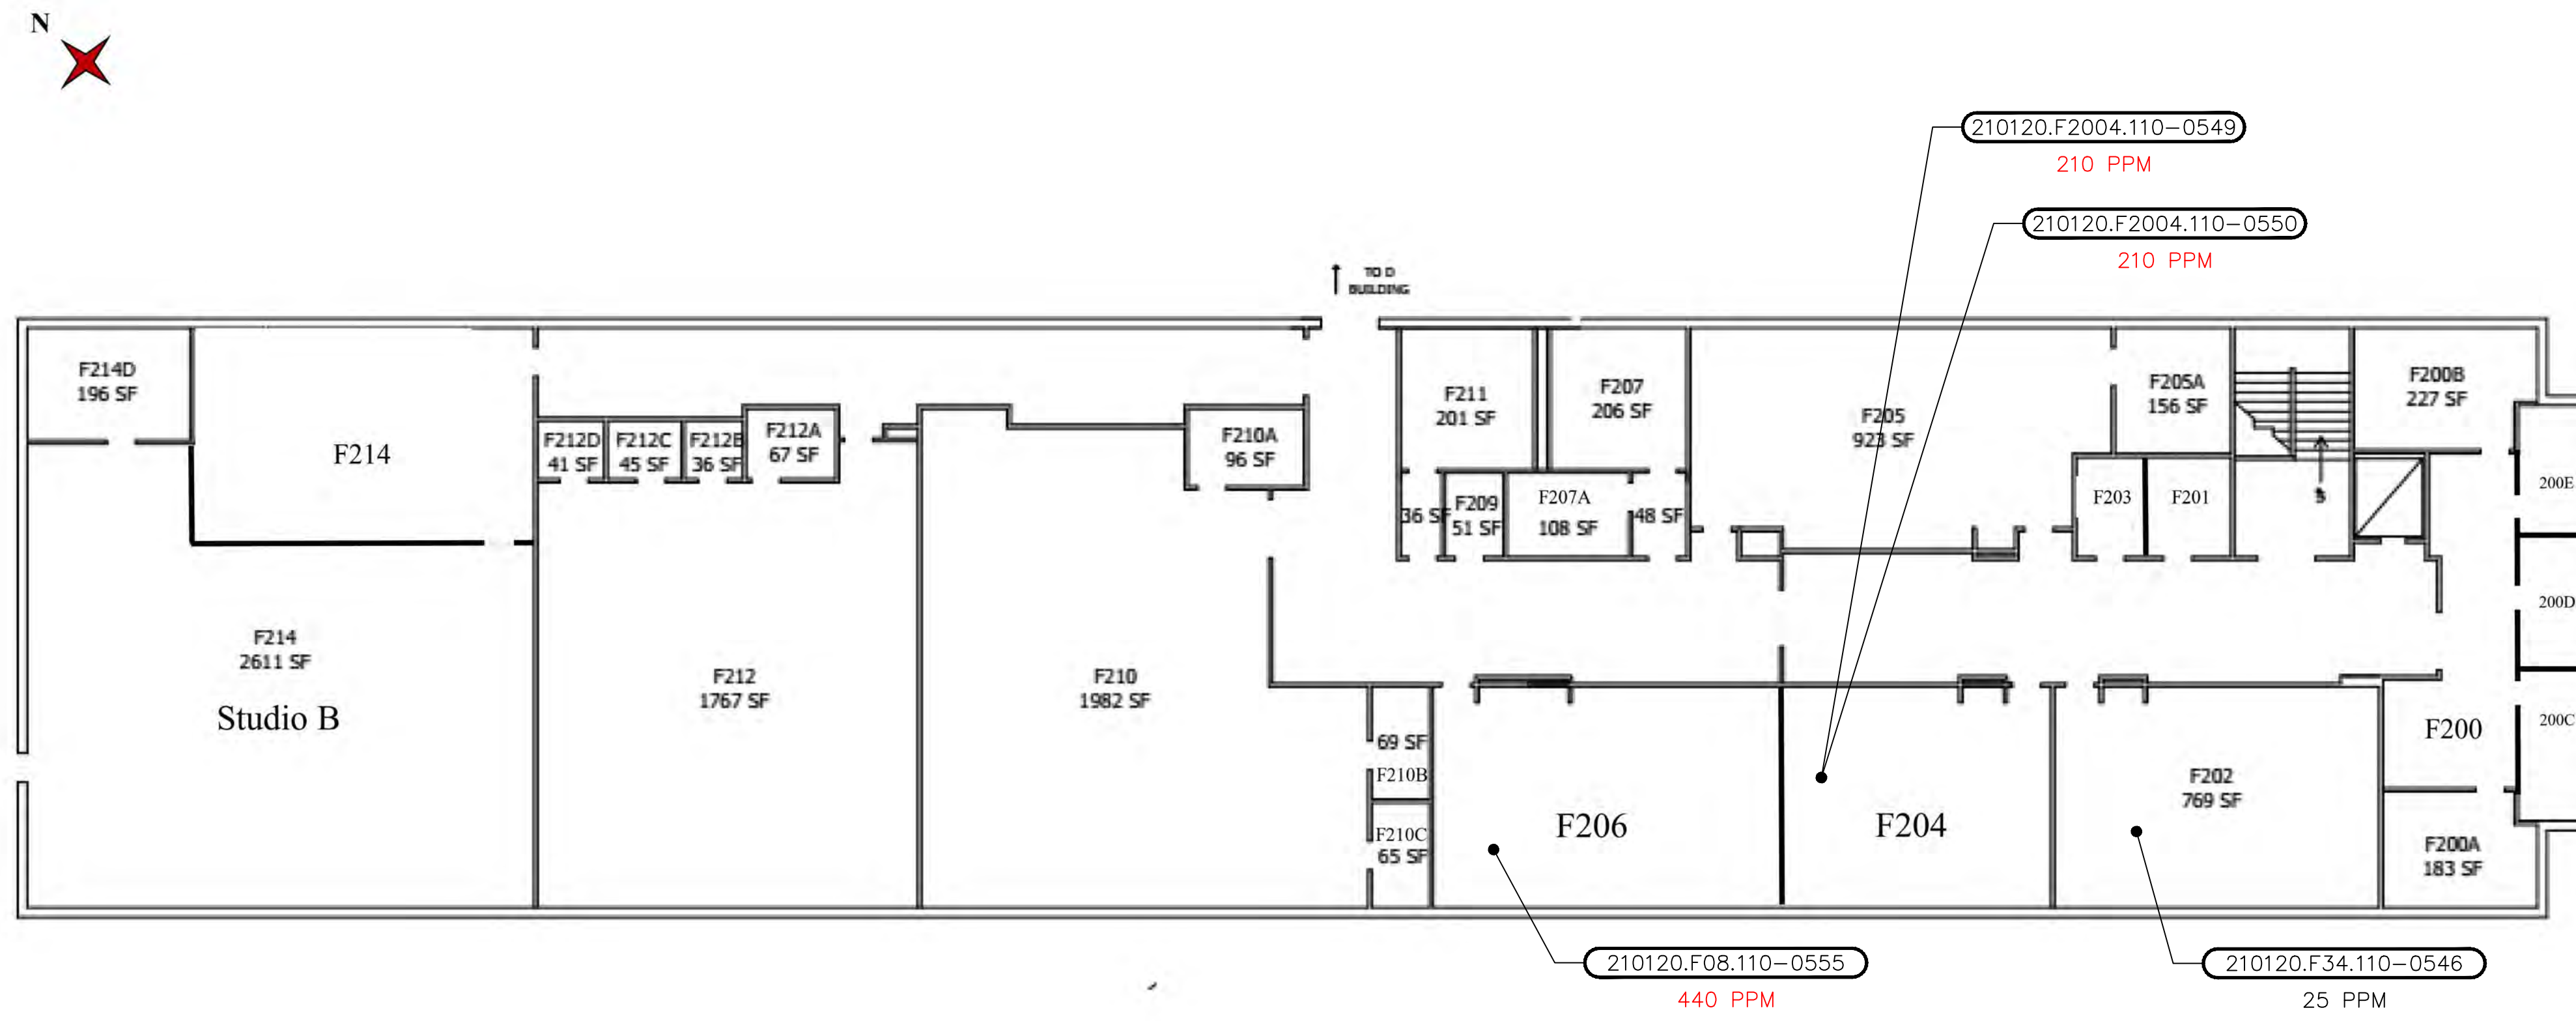 N
210120.F2004.110-0549
210 PPM
210120.F2004.110-0550
210 PPM
TO D
BUILDING
F214D
196 SF
F214
F212D
41 SF
F212C
45 SF
F212B
36 SF
F212A
67 SF
F210A
96 SF
F211
201 SF
F207
206 SF
F205
923 SF
F205A
156 SF
F200B
227 SF
36 SF
F209
51 SF
F207A
108 SF
48 SF
F203
F201
200E
200D
F214
2611 SF
Studio B
F212
1767 SF
F210
1982 SF
69 SF
F210B
F210C
65 SF
F206
F204
F202
769 SF
F200
200C
F200A
183 SF
210120.F08.110-0555
440 PPM
210120.F34.110-0546
25 PPM